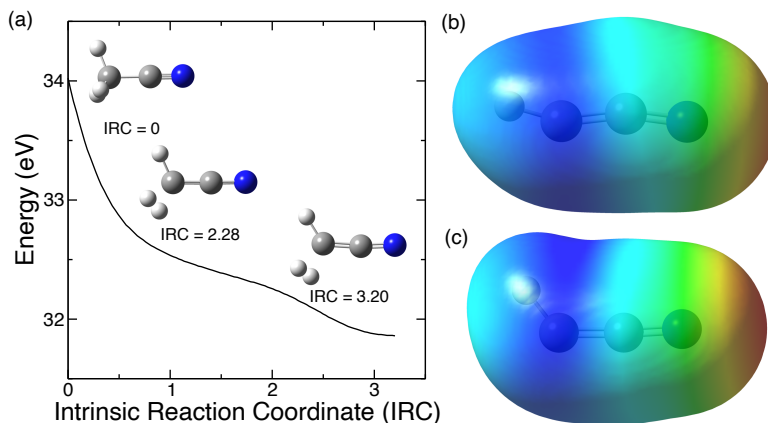 (a)
Energy (eV)
34
33
32
31
0
1
2
3
Intrinsic Reaction Coordinate (IRC)
IRC = 0
IRC = 2.28
IRC = 3.20
(b)
(c)